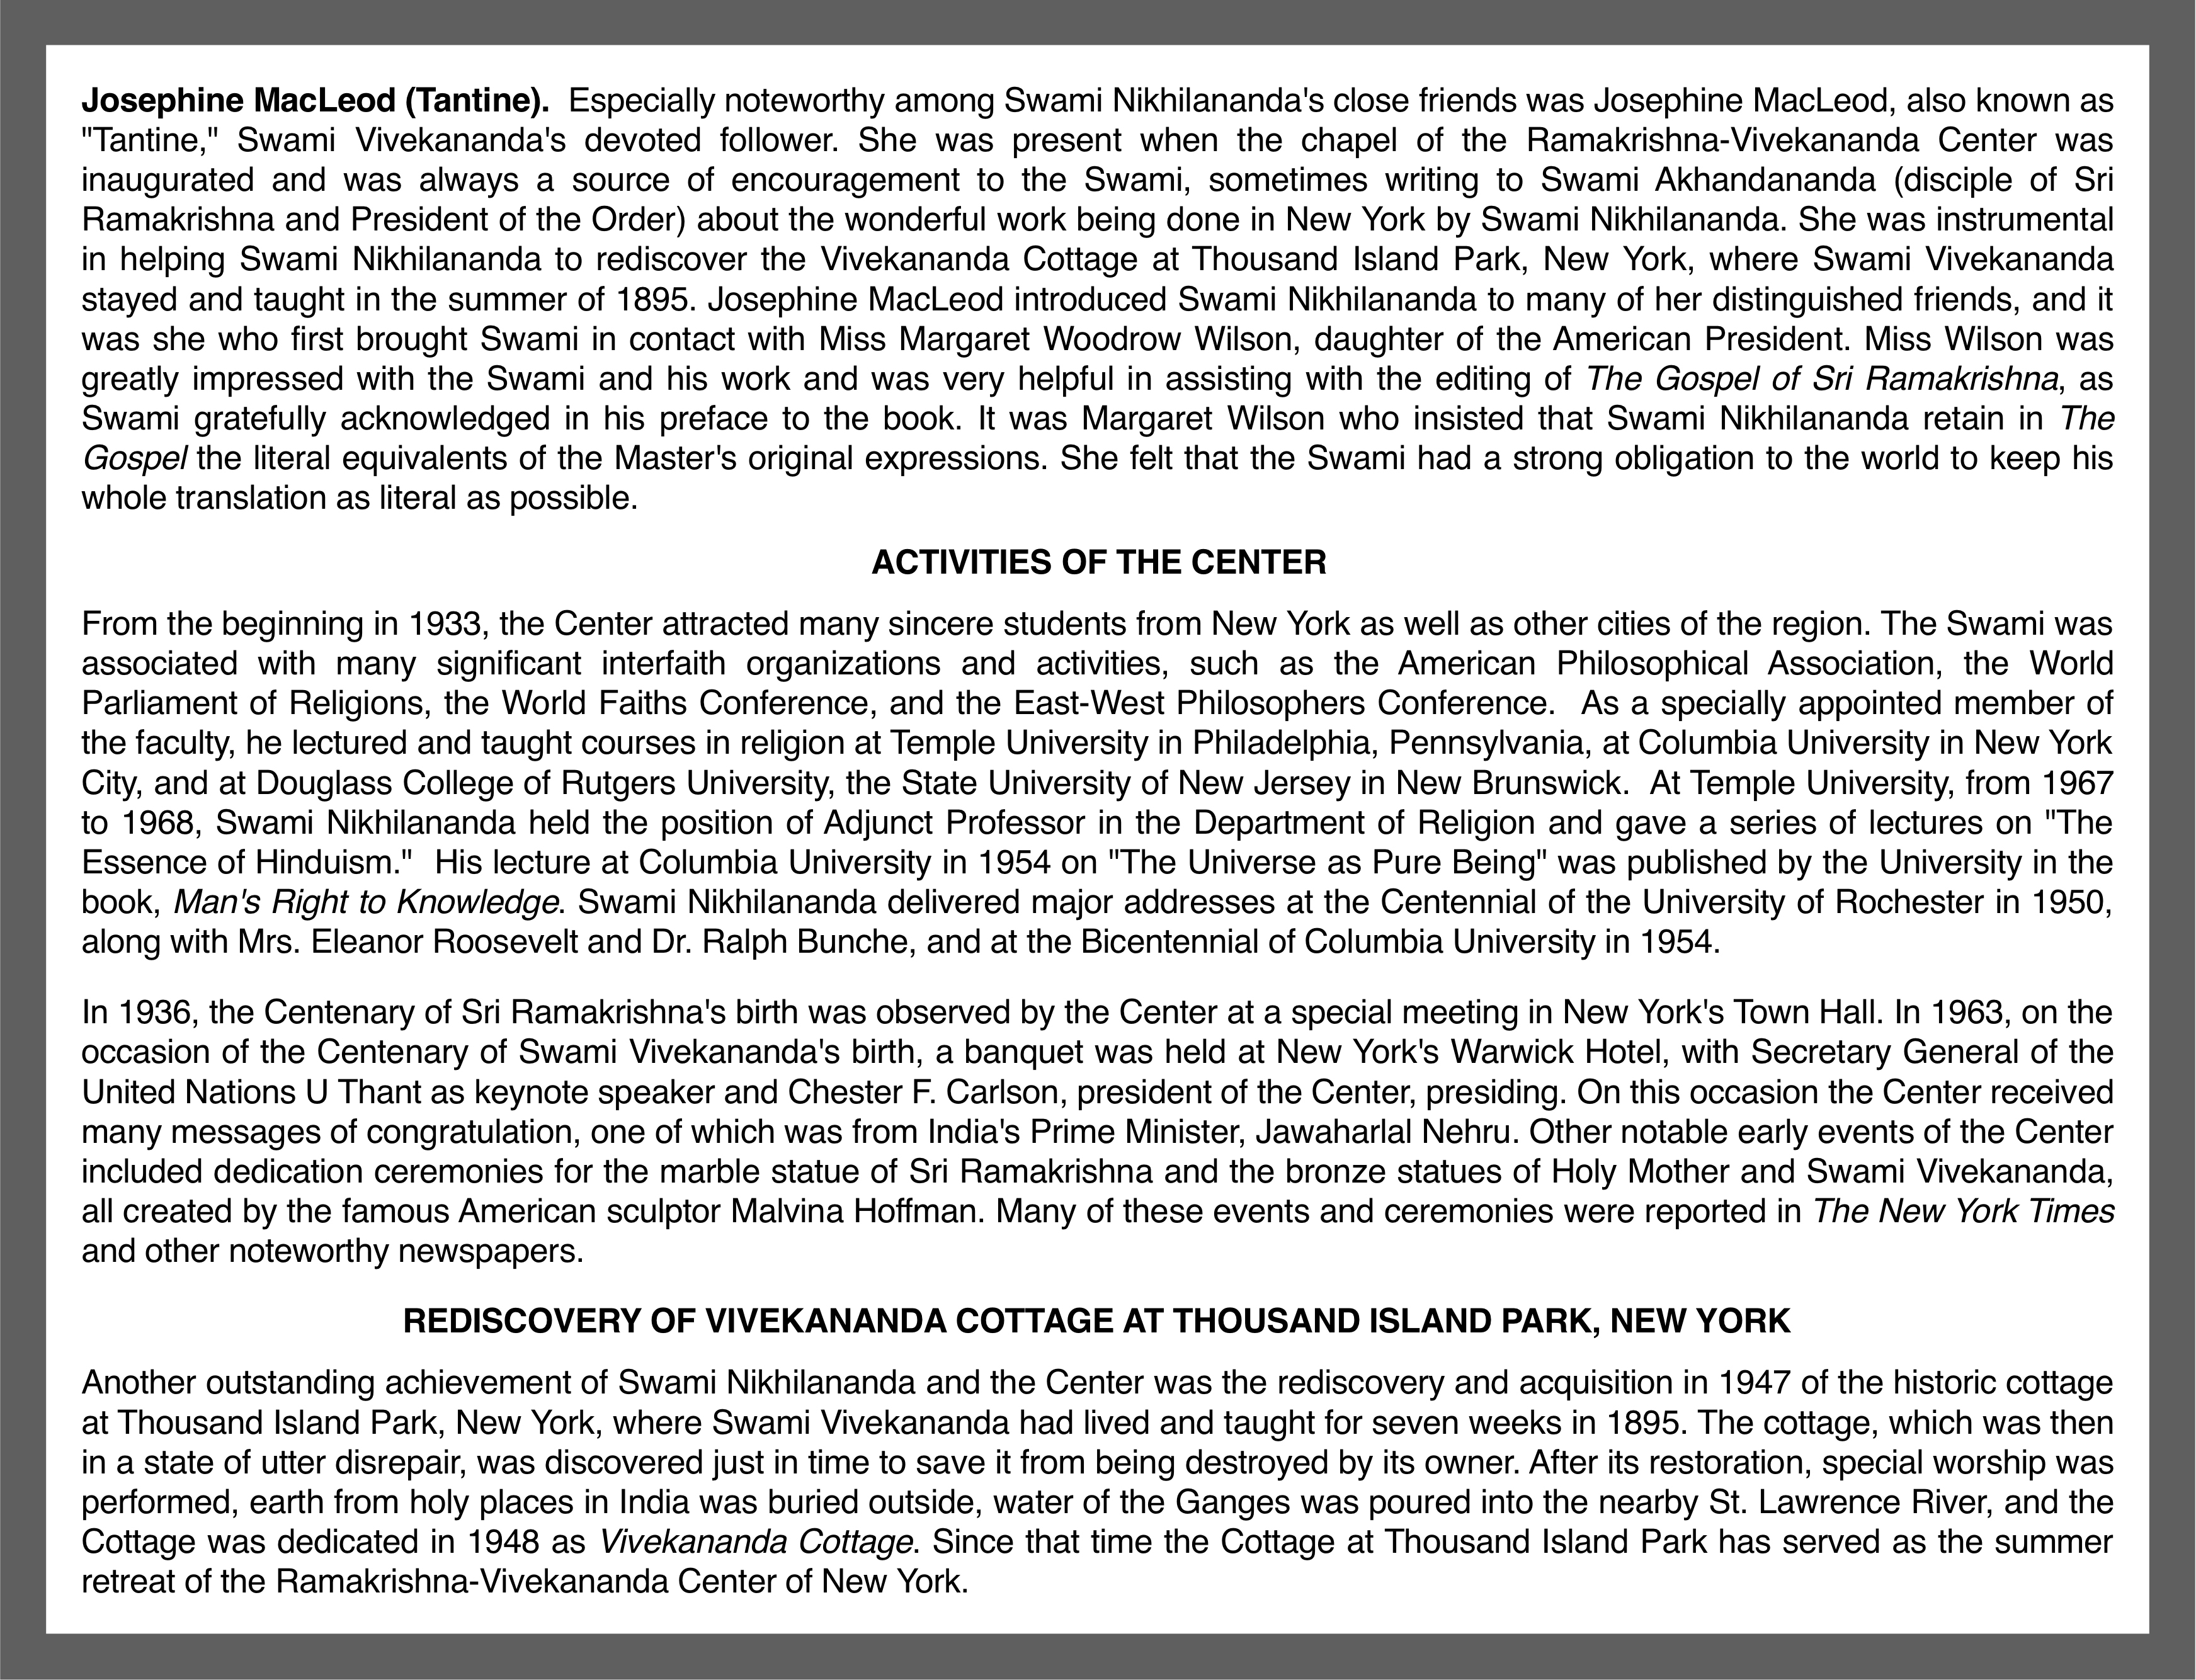 Josephine MacLeod (Tantine).  Especially noteworthy among Swami Nikhilananda's close friends was Josephine MacLeod, also known as
"Tantine," Swami Vivekananda's devoted follower. She was present when the chapel of the Ramakrishna-Vivekananda Center was
inaugurated and was always a source of encouragement to the Swami, sometimes writing to Swami Akhandananda (disciple of Sri
Ramakrishna and President of the Order) about the wonderful work being done in New York by Swami Nikhilananda. She was instrumental
in helping Swami Nikhilananda to rediscover the Vivekananda Cottage at Thousand Island Park, New York, where Swami Vivekananda
stayed and taught in the summer of 1895. Josephine MacLeod introduced Swami Nikhilananda to many of her distinguished friends, and it
was she who first brought Swami in contact with Miss Margaret Woodrow Wilson, daughter of the American President. Miss Wilson was
greatly impressed with the Swami and his work and was very helpful in assisting with the editing of The Gospel of Sri Ramakrishna, as
Swami gratefully acknowledged in his preface to the book. It was Margaret Wilson who insisted that Swami Nikhilananda retain in The
Gospel the literal equivalents of the Master's original expressions. She felt that the Swami had a strong obligation to the world to keep his
whole translation as literal as possible.
ACTIVITIES OF THE CENTER
From the beginning in 1933, the Center attracted many sincere students from New York as well as other cities of the region. The Swami was
associated with many significant interfaith organizations and activities, such as the American Philosophical Association, the World
Parliament of Religions, the World Faiths Conference, and the East-West Philosophers Conference.  As a specially appointed member of
the faculty, he lectured and taught courses in religion at Temple University in Philadelphia, Pennsylvania, at Columbia University in New York
City, and at Douglass College of Rutgers University, the State University of New Jersey in New Brunswick.  At Temple University, from 1967
to 1968, Swami Nikhilananda held the position of Adjunct Professor in the Department of Religion and gave a series of lectures on "The
Essence of Hinduism."  His lecture at Columbia University in 1954 on "The Universe as Pure Being" was published by the University in the
book, Man's Right to Knowledge. Swami Nikhilananda delivered major addresses at the Centennial of the University of Rochester in 1950,
along with Mrs. Eleanor Roosevelt and Dr. Ralph Bunche, and at the Bicentennial of Columbia University in 1954.
In 1936, the Centenary of Sri Ramakrishna's birth was observed by the Center at a special meeting in New York's Town Hall. In 1963, on the
occasion of the Centenary of Swami Vivekananda's birth, a banquet was held at New York's Warwick Hotel, with Secretary General of the
United Nations U Thant as keynote speaker and Chester F. Carlson, president of the Center, presiding. On this occasion the Center received
many messages of congratulation, one of which was from India's Prime Minister, Jawaharlal Nehru. Other notable early events of the Center
included dedication ceremonies for the marble statue of Sri Ramakrishna and the bronze statues of Holy Mother and Swami Vivekananda,
all created by the famous American sculptor Malvina Hoffman. Many of these events and ceremonies were reported in The New York Times
and other noteworthy newspapers.
REDISCOVERY OF VIVEKANANDA COTTAGE AT THOUSAND ISLAND PARK, NEW YORK
Another outstanding achievement of Swami Nikhilananda and the Center was the rediscovery and acquisition in 1947 of the historic cottage
at Thousand Island Park, New York, where Swami Vivekananda had lived and taught for seven weeks in 1895. The cottage, which was then
in a state of utter disrepair, was discovered just in time to save it from being destroyed by its owner. After its restoration, special worship was
performed, earth from holy places in India was buried outside, water of the Ganges was poured into the nearby St. Lawrence River, and the
Cottage was dedicated in 1948 as Vivekananda Cottage. Since that time the Cottage at Thousand Island Park has served as the summer
retreat of the Ramakrishna-Vivekananda Center of New York.